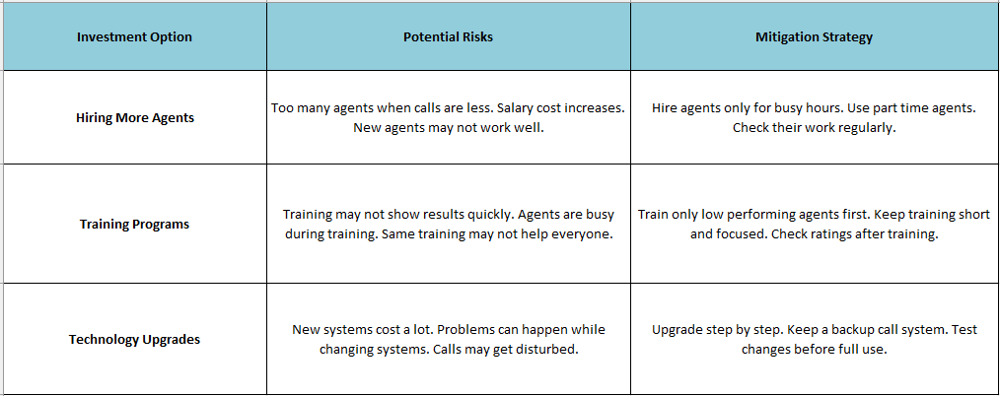 Investment Option
Potential Risks
Mitigation Strategy
Hiring More Agents
Too many agents when calls are less. Salary cost increases.
New agents may not work well.
Hire agents only for busy hours. Use part time agents.
Check their work regularly.
Training Programs
Training may not show results quickly. Agents are busy
during training. Same training may not help everyone.
Train only low performing agents first. Keep training short
and focused. Check ratings after training.
Technology Upgrades
New systems cost a lot. Problems can happen while
changing systems. Calls may get disturbed.
Upgrade step by step. Keep a backup call system. Test
changes before full use.